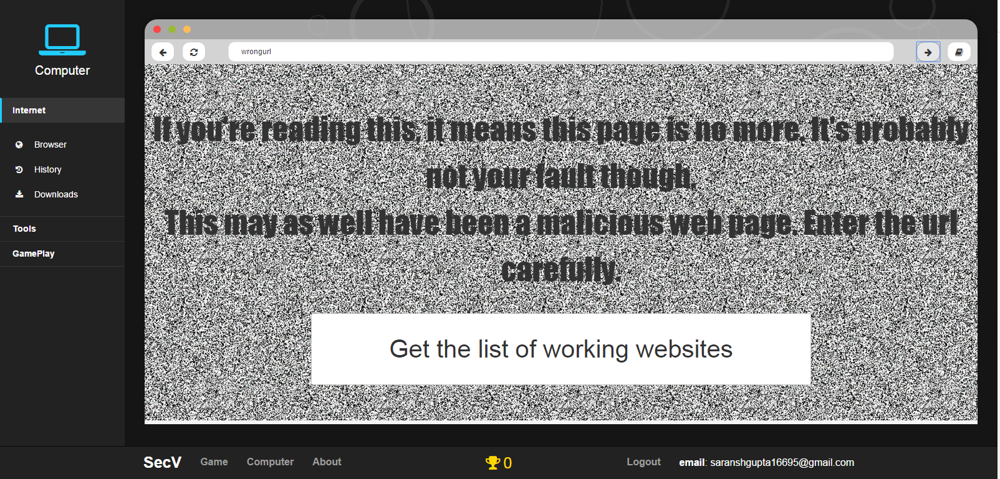 Computer
Internet
Browser
History
Downloads
Tools
GamePlay
wrongurl
If you're reading this, it means this page is no more. It's probably
not your fault though.
This may as well have been a malicious web page. Enter the url
carefully.
Get the list of working websites
SecV Game Computer About 0 Logout email: saranshgupta16695@gmail.com